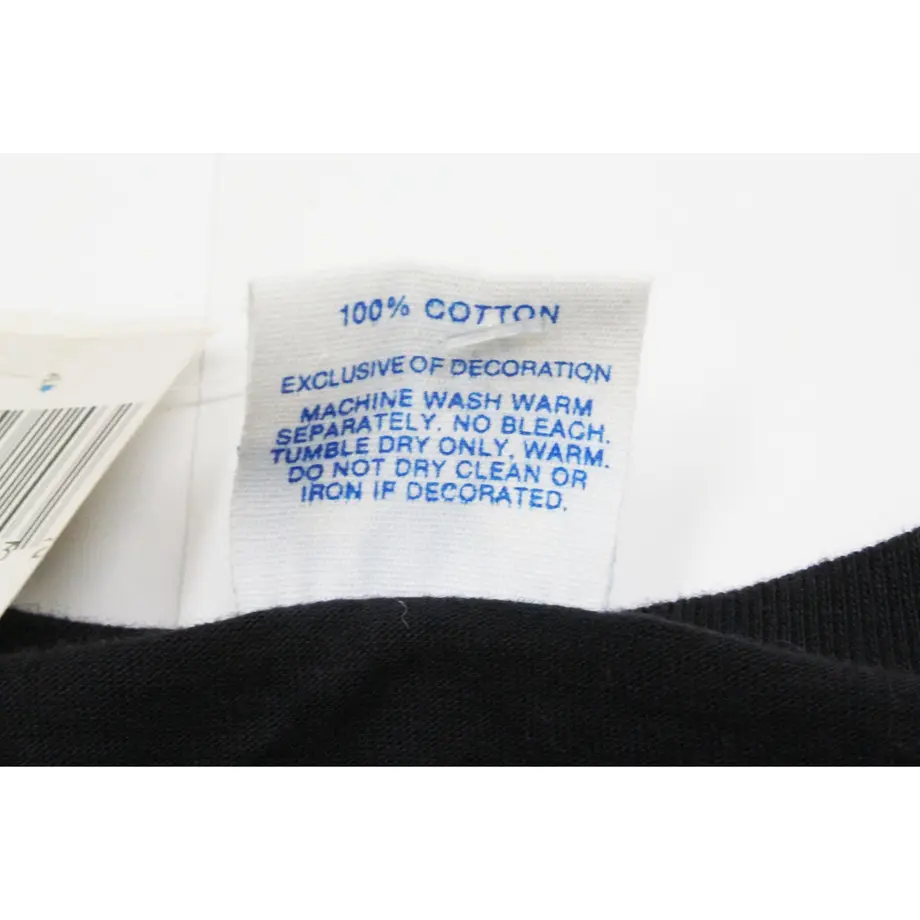 100% COTTON
EXCLUSIVE OF DECORATION
MACHINE WASH WARM
SEPARATELY. NO BLEACH.
TUMBLE DRY ONLY, WARM.
DO NOT DRY CLEAN OR
IRON IF DECORATED.